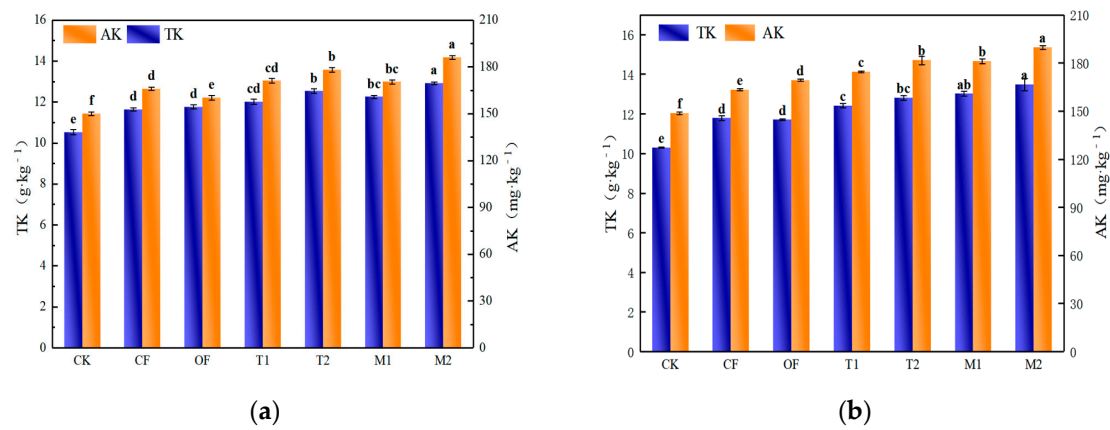 AK TK
TK (g·kg⁻¹)
16
14
12
10
8
6
4
2
0
AK (mg·kg⁻¹)
210
180
150
120
90
60
30
0
e f d d d e cd cd b b bc bc a a
CK CF OF T1 T2 M1 M2
(a)
TK AK
TK (g·kg⁻¹)
16
14
12
10
8
6
4
2
0
AK (mg·kg⁻¹)
210
180
150
120
90
60
30
0
e f d e d d c c bc b ab b a a
CK CF OF T1 T2 M1 M2
(b)